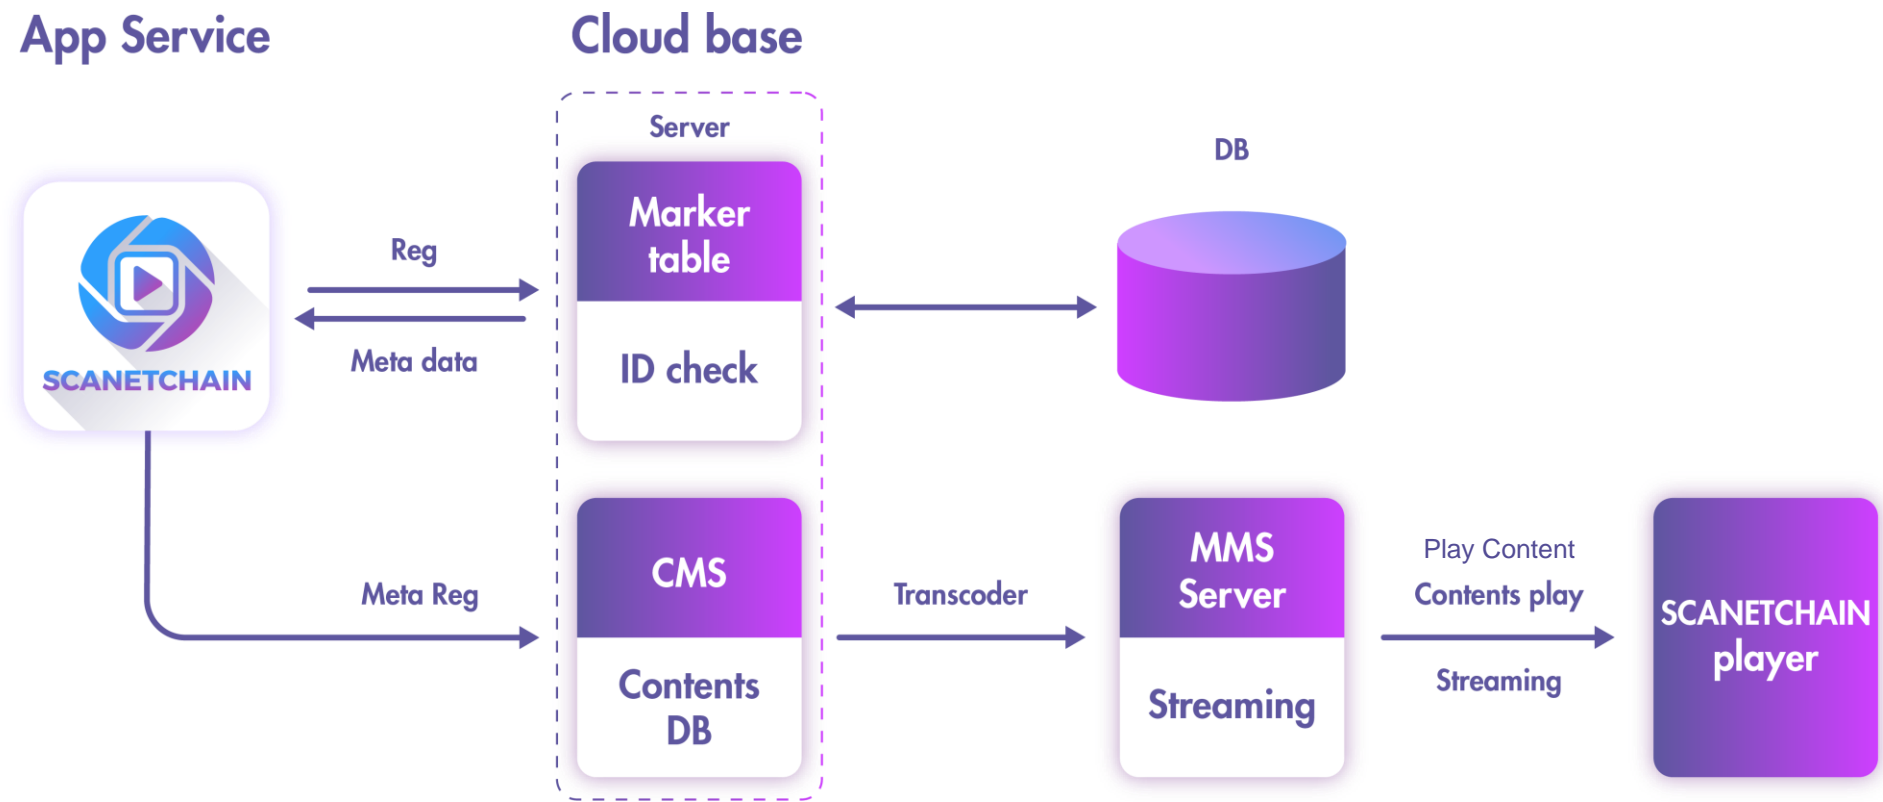 App Service
Cloud base
Server
DB
Marker
table
Reg
Meta data
ID check
SCANETCHAIN
CMS
Meta Reg
Contents
DB
Transcoder
MMS
Server
Streaming
Play Content
Contents play
Streaming
SCANETCHAIN
player